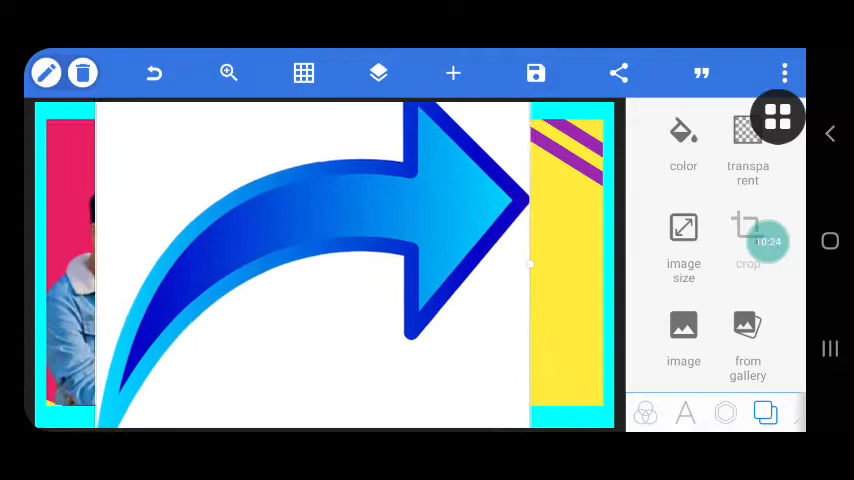 color
transpa
rent
10:24
image
size
crop
image
from
gallery